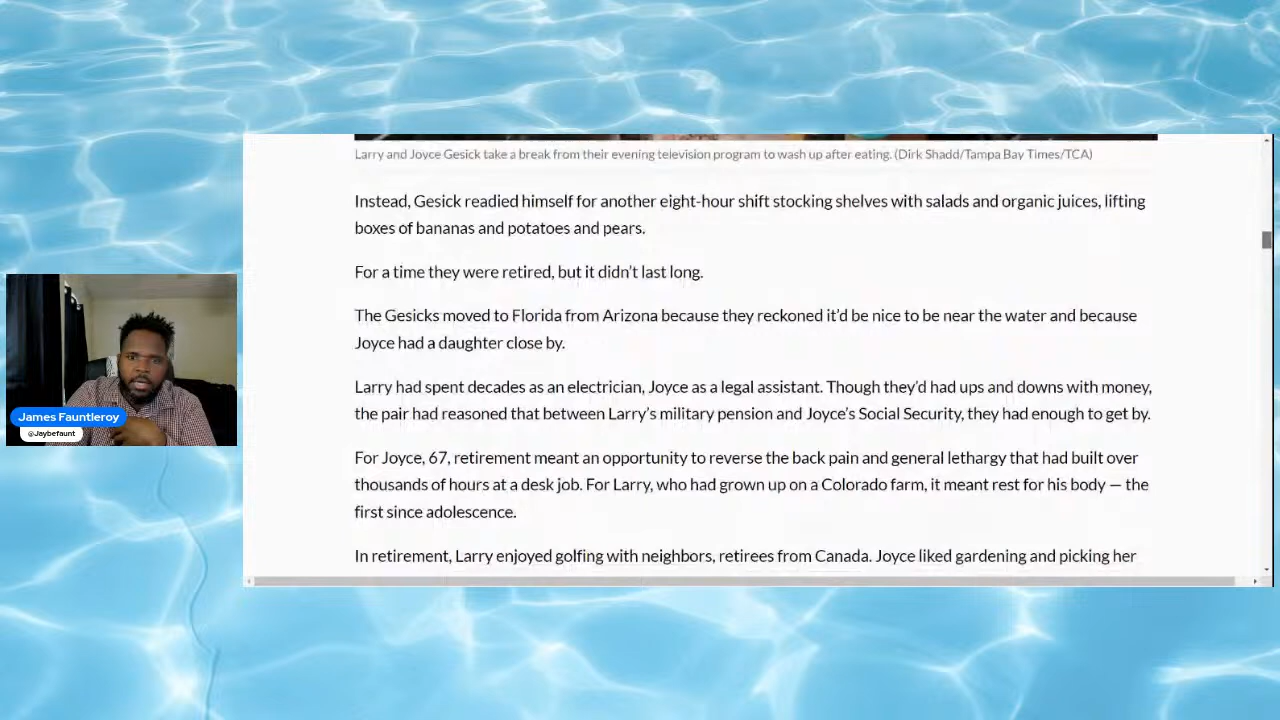 Larry and Joyce Gesick take a break from their evening television program to wash up after eating. (Dirk Shadd/Tampa Bay Times/TCA)
Instead, Gesick readied himself for another eight-hour shift stocking shelves with salads and organic juices, lifting
boxes of bananas and potatoes and pears.
For a time they were retired, but it didn’t last long.
The Gesicks moved to Florida from Arizona because they reckoned it’d be nice to be near the water and because
Joyce had a daughter close by.
Larry had spent decades as an electrician, Joyce as a legal assistant. Though they’d had ups and downs with money,
the pair had reasoned that between Larry’s military pension and Joyce’s Social Security, they had enough to get by.
For Joyce, 67, retirement meant an opportunity to reverse the back pain and general lethargy that had built over
thousands of hours at a desk job. For Larry, who had grown up on a Colorado farm, it meant rest for his body — the
first since adolescence.
In retirement, Larry enjoyed golfing with neighbors, retirees from Canada. Joyce liked gardening and picking her
James Fauntleroy
@Jaybefaunt